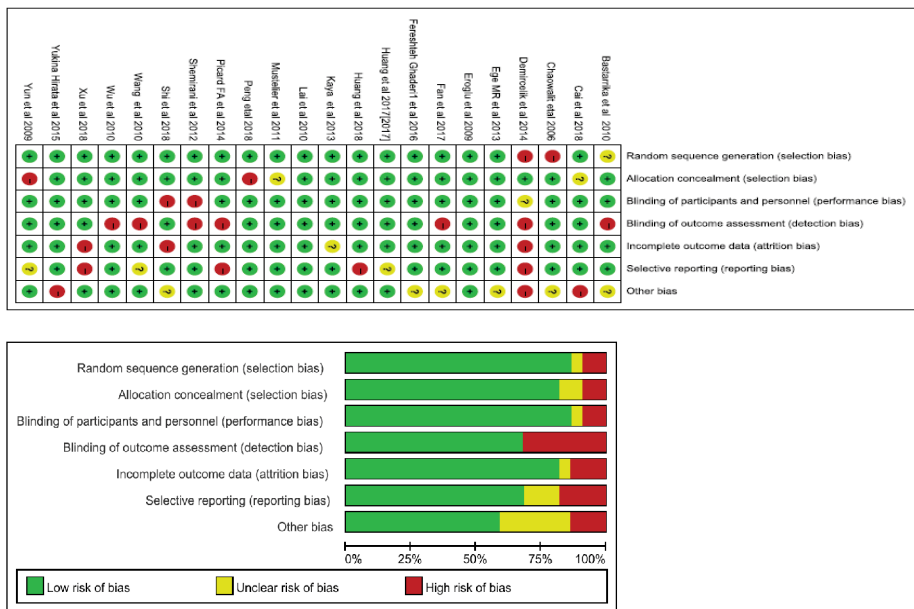 Yun et al 2009
Yukina Hirata et al 2015
Xu et al 2018
Wu et al 2010
Wang et al 2010
Shi et al 2018
Shemirani et al 2012
Picard FA et al 2014
Peng etal 2018
Mustelier et al 2011
Lai et al 2010
Kaya et al 2013
Huang et al 2018
Huang et al 2017[2017]
Fereshteh Ghaderi1 et al 2016
Fan et al 2017
Eroglu et al 2009
Ege MR et al 2013
Demircelik et al 2014
Chaowalit etal 2006
Cai et al 2018
Bastarrika et al 2010
+ + + + + + + + + + + + + + + + + + - - + ? Random sequence generation (selection bias)
- + + + + + + + - ? + + + + + + + + + + ? + Allocation concealment (selection bias)
+ + + + + - - + + + + + + + + + + + ? + + + Blinding of participants and personnel (performance bias)
+ + + - - + - - + + + + + + + - + + - + + - Blinding of outcome assessment (detection bias)
+ + - + + - + + + + + ? + + + + + + - + + + Incomplete outcome data (attrition bias)
? + - + ? + + - + + + + - ? + + + + - + + + Selective reporting (reporting bias)
+ - + + + ? + + + + + + + + ? ? + ? - ? - ? Other bias
Random sequence generation (selection bias)
Allocation concealment (selection bias)
Blinding of participants and personnel (performance bias)
Blinding of outcome assessment (detection bias)
Incomplete outcome data (attrition bias)
Selective reporting (reporting bias)
Other bias
0% 25% 50% 75% 100%
Low risk of bias Unclear risk of bias High risk of bias